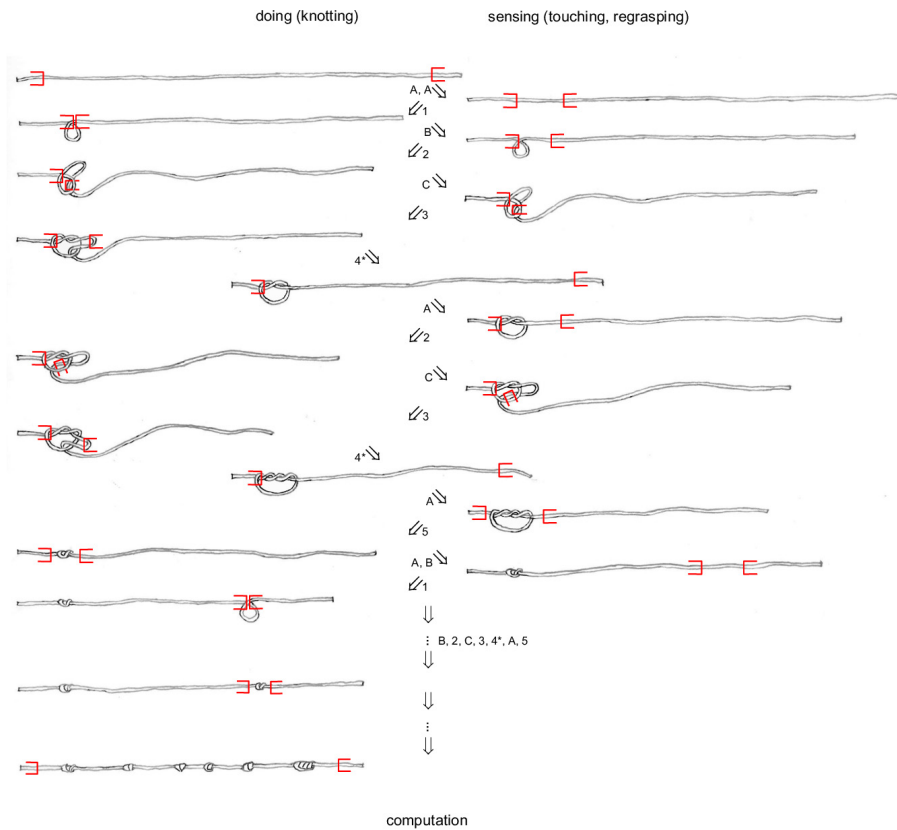 doing (knotting)
sensing (touching, regrasping)
A, A
1
B
2
C
3
4*
A
2
C
3
4*
A
5
A, B
1
⋮ B, 2, C, 3, 4*, A, 5
⋮
computation